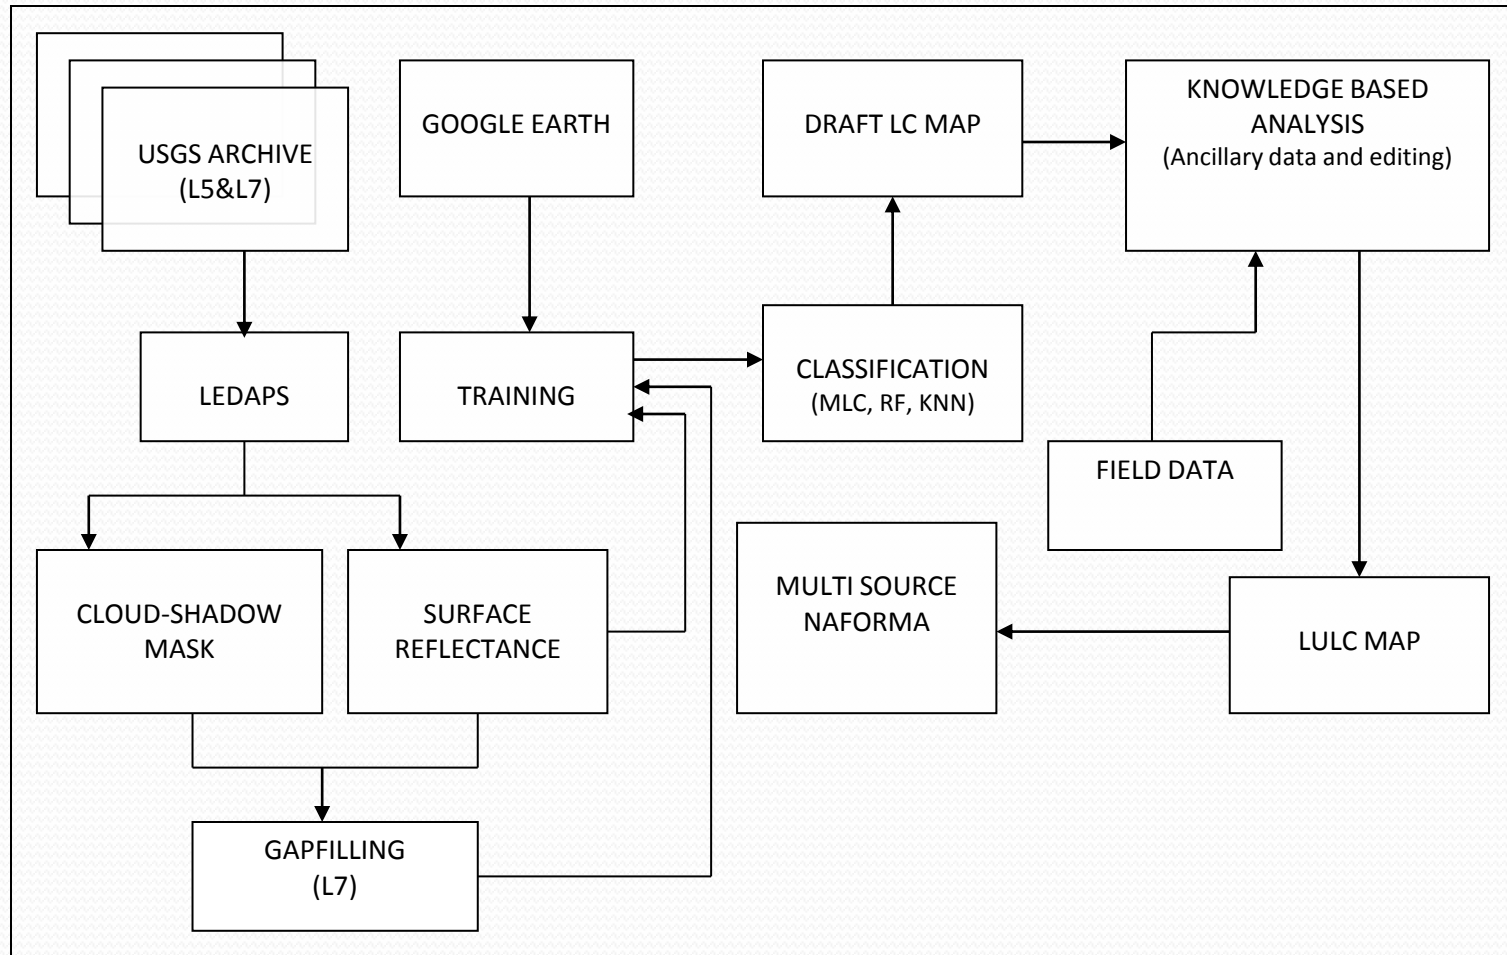 USGS ARCHIVE
(L5&L7)
GOOGLE EARTH
DRAFT LC MAP
KNOWLEDGE BASED
ANALYSIS
(Ancillary data and editing)
LEDAPS
TRAINING
CLASSIFICATION
(MLC, RF, KNN)
FIELD DATA
CLOUD-SHADOW
MASK
SURFACE
REFLECTANCE
MULTI SOURCE
NAFORMA
LULC MAP
GAPFILLING
(L7)